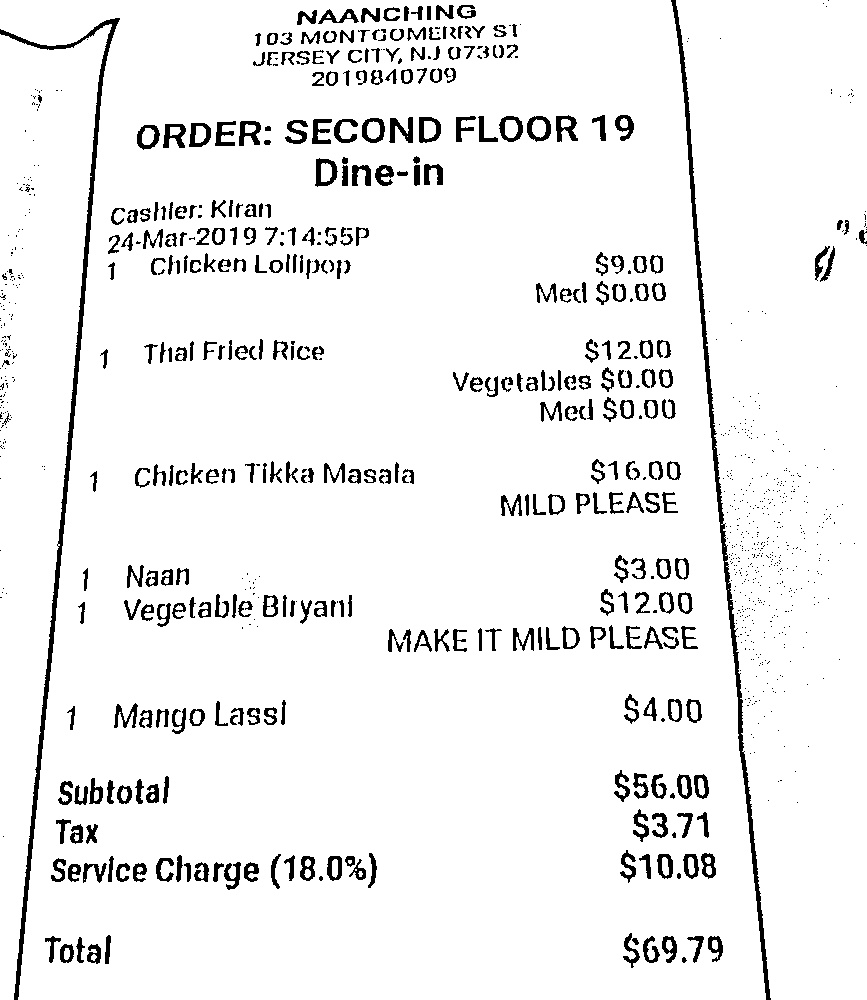 NAANCHING
103 MONTGOMERRY ST
JERSEY CITY, NJ 07302
2019840709
ORDER: SECOND FLOOR 19
Dine-in
Cashier: Kiran
24-Mar-2019 7:14:55P
1 Chicken Lollipop $9.00
Med $0.00
1 Thai Fried Rice $12.00
Vegetables $0.00
Med $0.00
1 Chicken Tikka Masala $16.00
MILD PLEASE
1 Naan $3.00
1 Vegetable Biryani $12.00
MAKE IT MILD PLEASE
1 Mango Lassi $4.00
Subtotal $56.00
Tax $3.71
Service Charge (18.0%) $10.08
Total $69.79